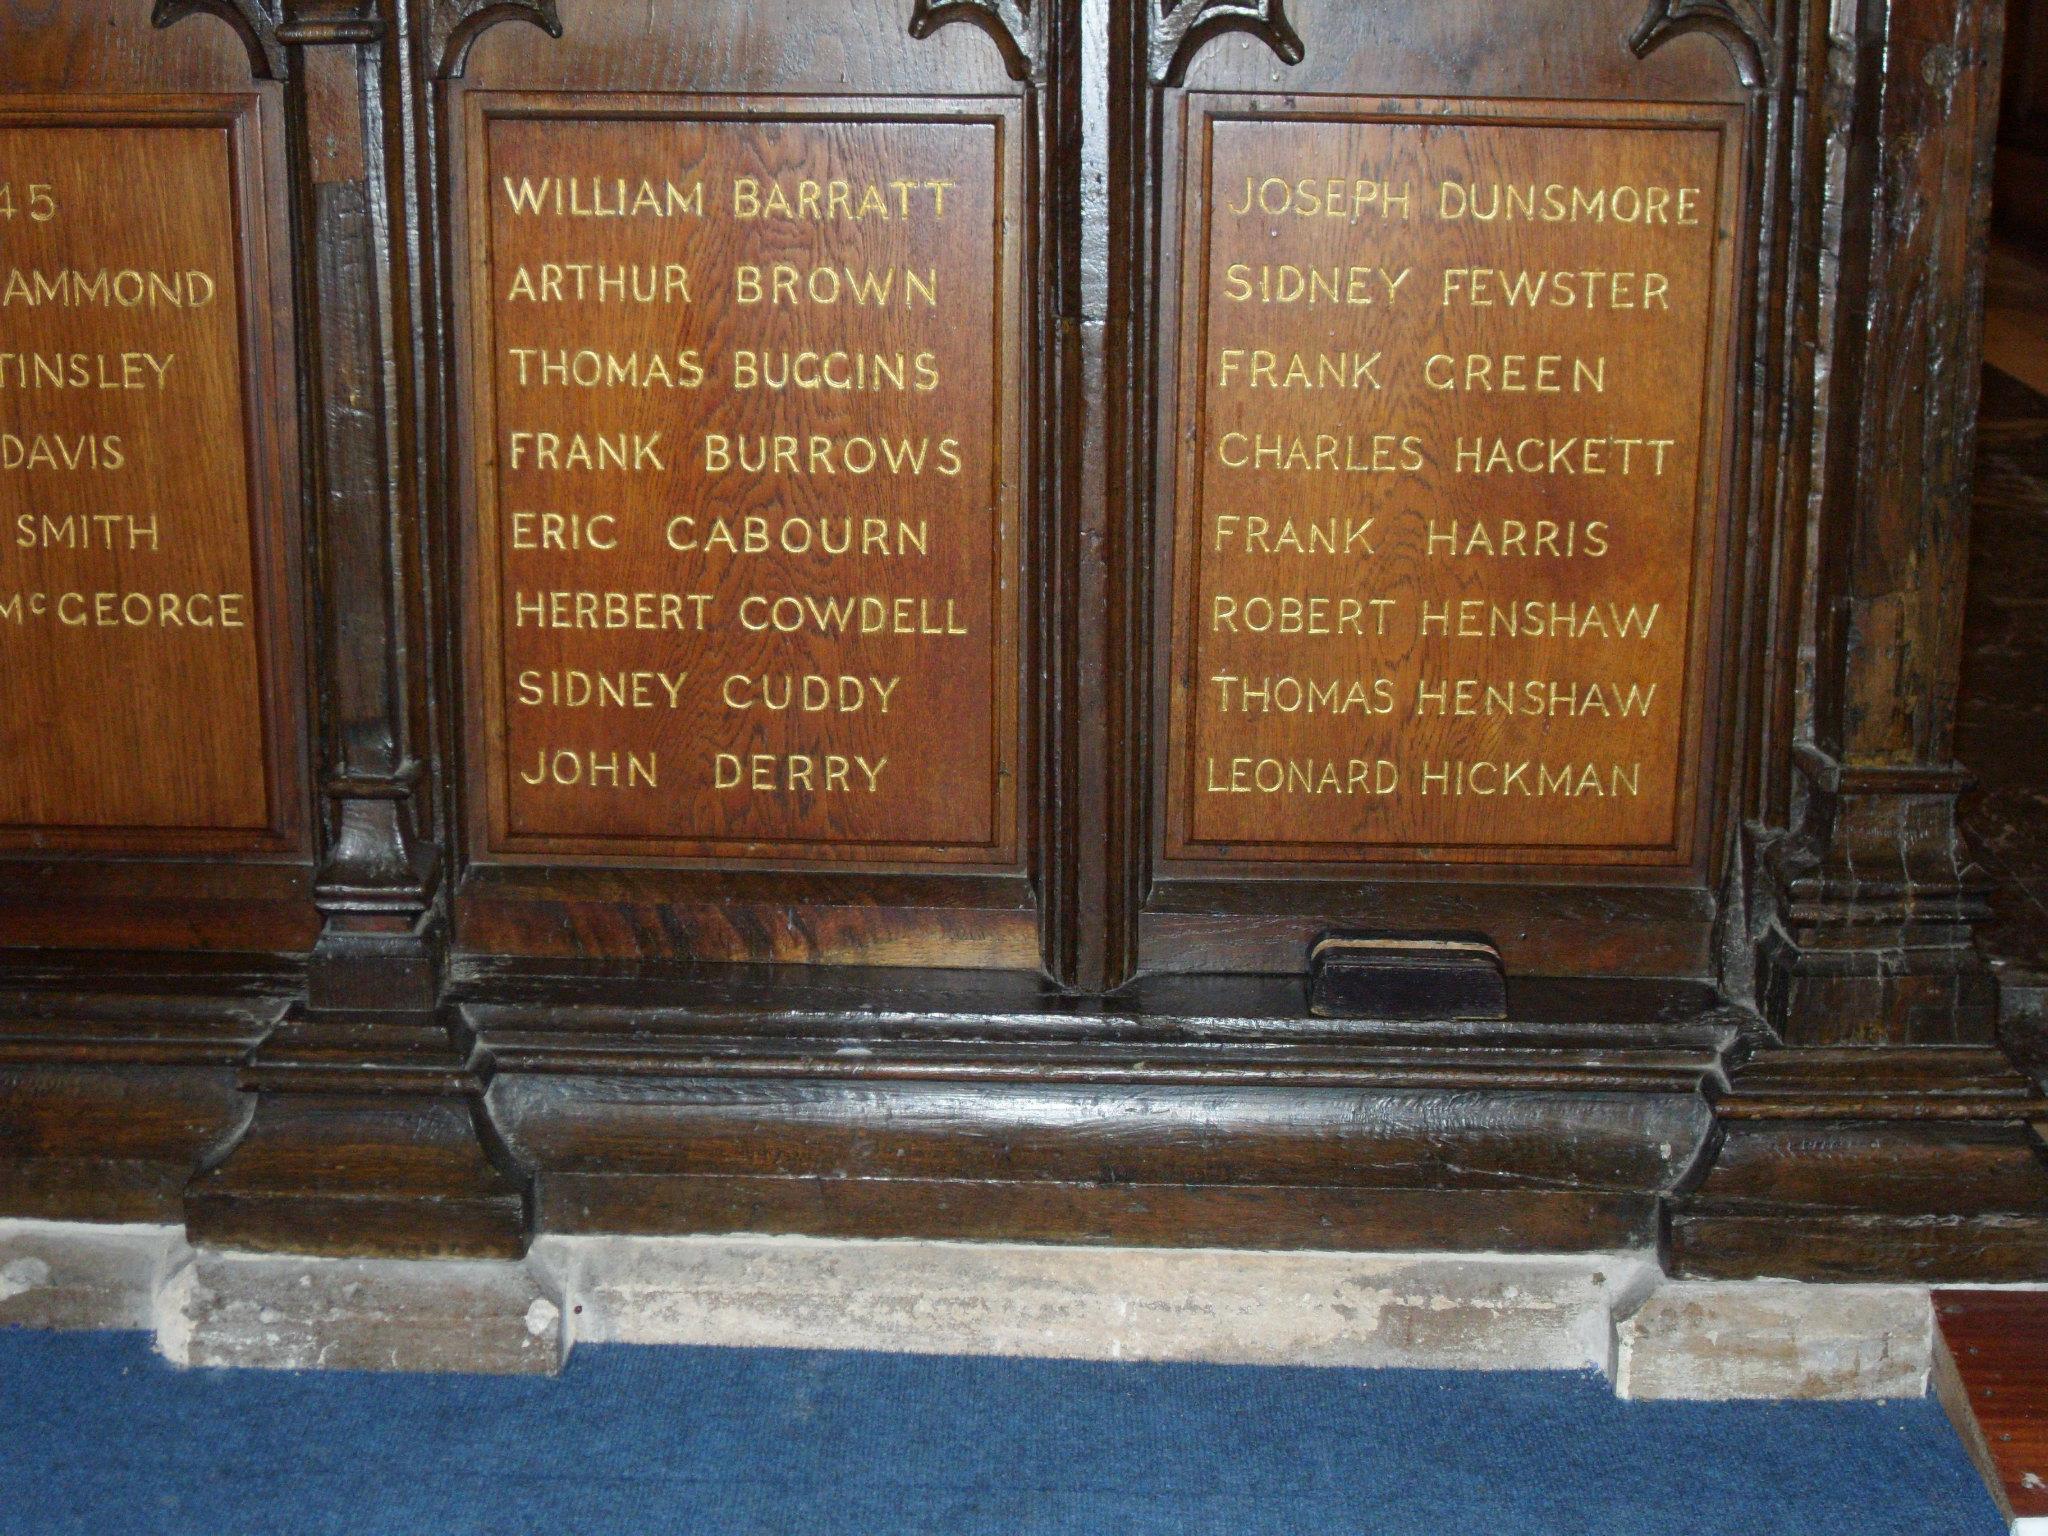 45
TINSLEY
DAVIS
SMITH
McGEORGE
WILLIAM BARRATT
ARTHUR BROWN
THOMAS BUGGINS
FRANK BURROWS
ERIC CABOURN
HERBERT COWDELL
SIDNEY CUDDY
JOHN DERRY
JOSEPH DUNSMORE
SIDNEY FEWSTER
FRANK GREEN
CHARLES HACKETT
FRANK HARRIS
ROBERT HENSHAW
THOMAS HENSHAW
LEONARD HICKMAN